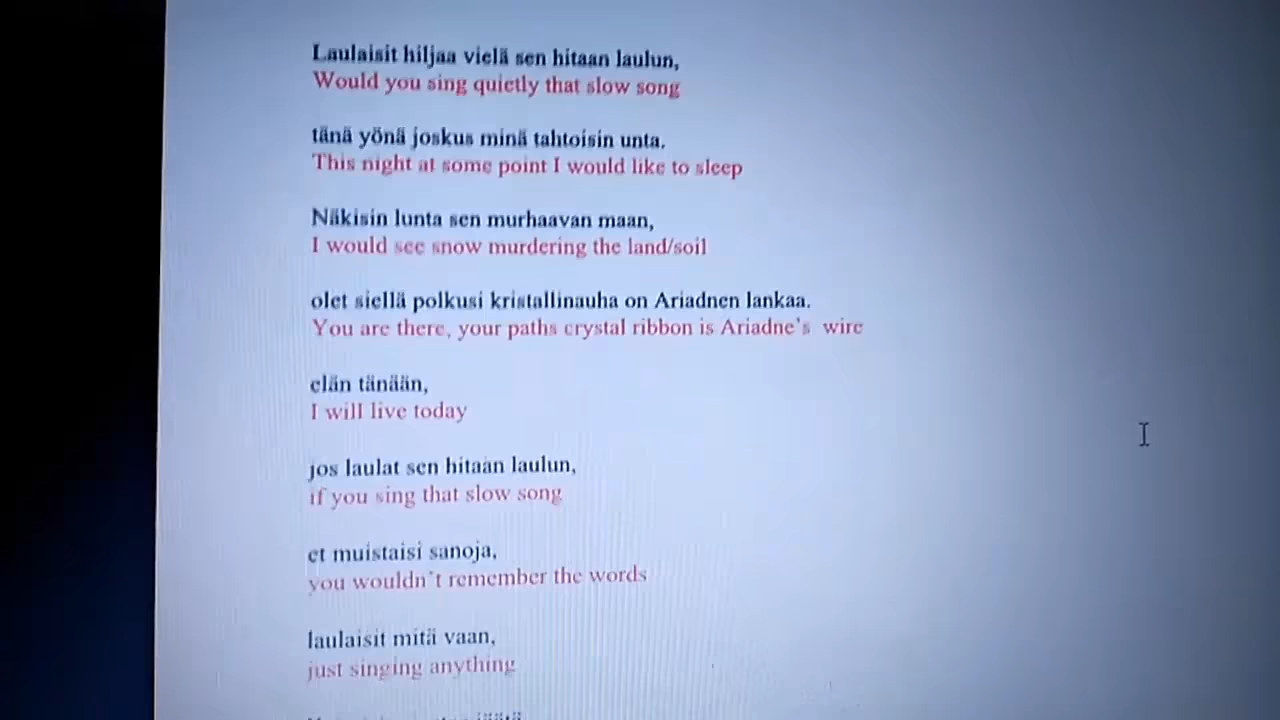 Laulaisit hiljaa vielä sen hitaan laulun,
Would you sing quietly that slow song
tänä yönä joskus minä tahtoisin unta.
This night at some point I would like to sleep
Näkisin lunta sen murhaavan maan,
I would see snow murdering the land/soil
olet siellä polkusi kristallinauha on Ariadnen lankaa.
You are there, your paths crystal ribbon is Ariadne's wire
elän tänään,
I will live today
jos laulat sen hitaan laulun,
if you sing that slow song
et muistaisi sanoja,
you wouldn´t remember the words
laulaisit mitä vaan,
just singing anything